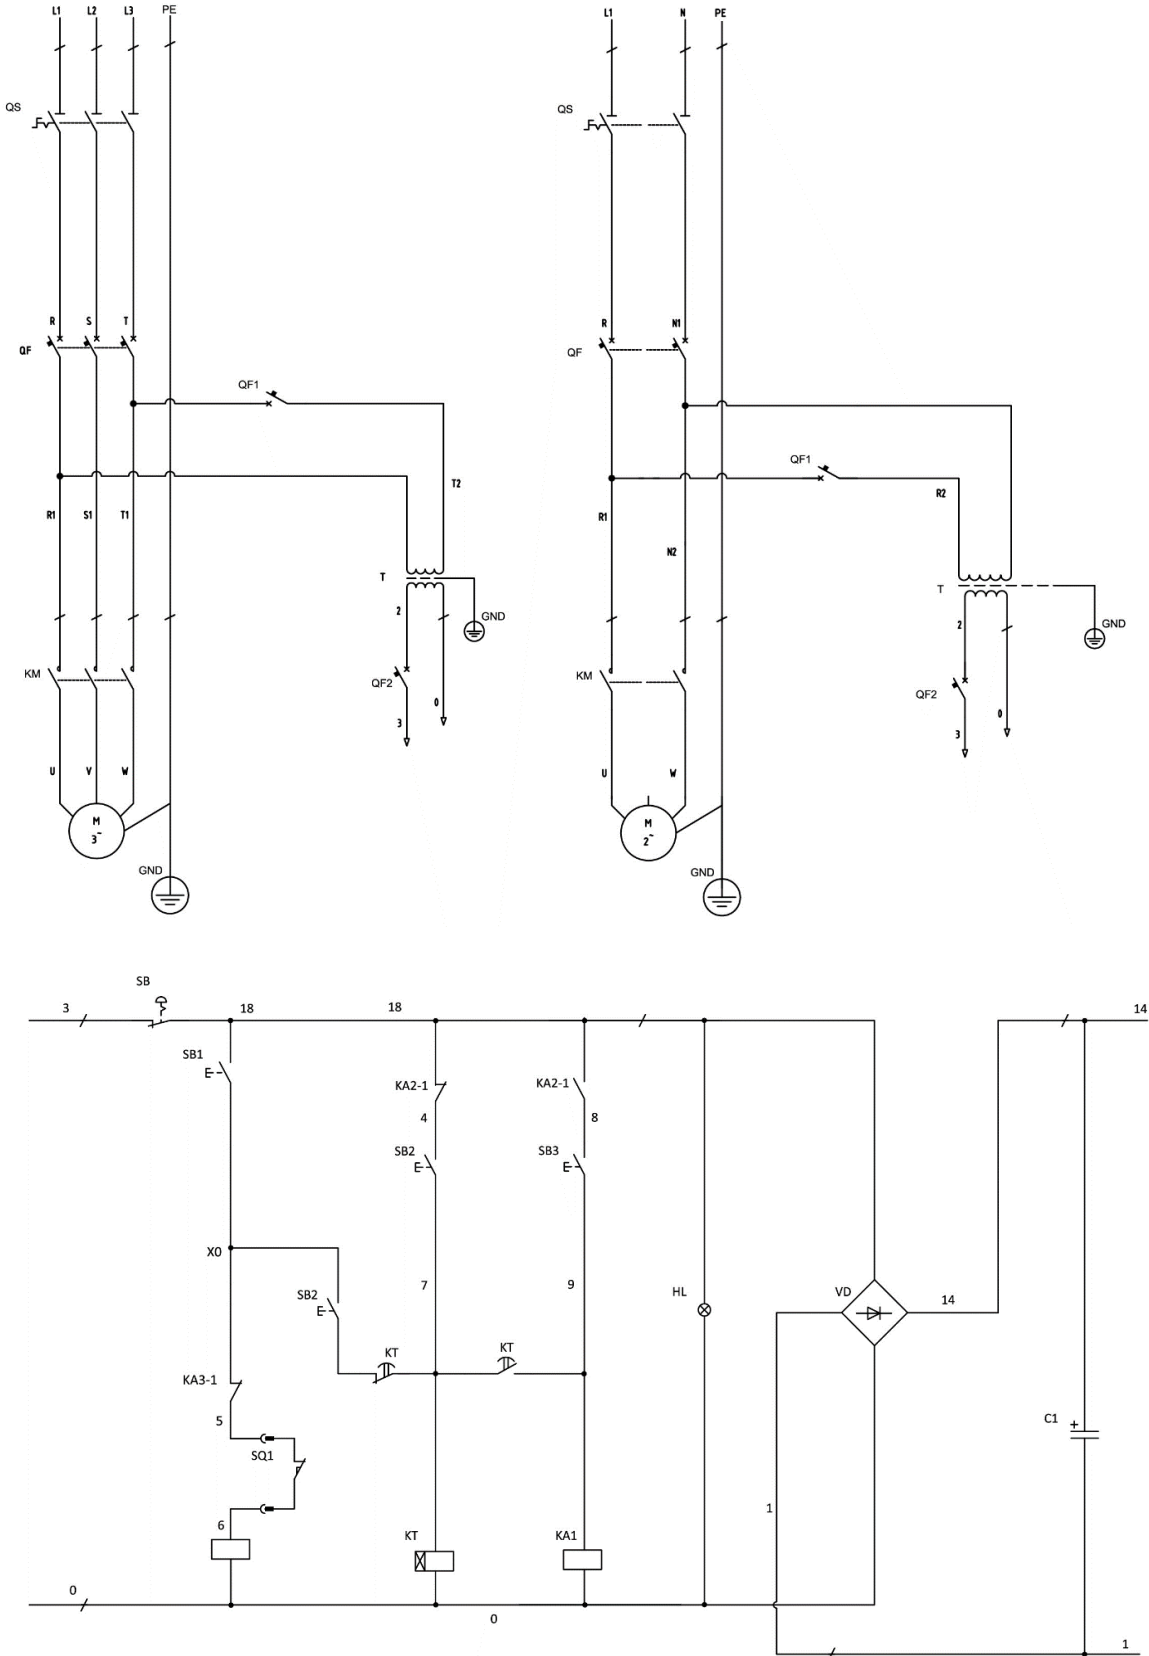 L1 L2 L3 PE
QS
R S T
QF
QF1
T2
R1 S1 T1
T
2
GND
KM
QF2
3
0
U V W
M
3~
GND
L1 N PE
QS
R N1
QF
QF1
R2
R1
N2
T
2
GND
KM
QF2
3
0
U W
M
2~
GND
SB
3 18 18 14
SB1
KA2-1 KA2-1
4 8
SB2 SB3
X0
7 9
SB2
HL
VD
14
KT KT
KA3-1
5
SQ1
C1 +
1
6
KT KA1
0
0
1